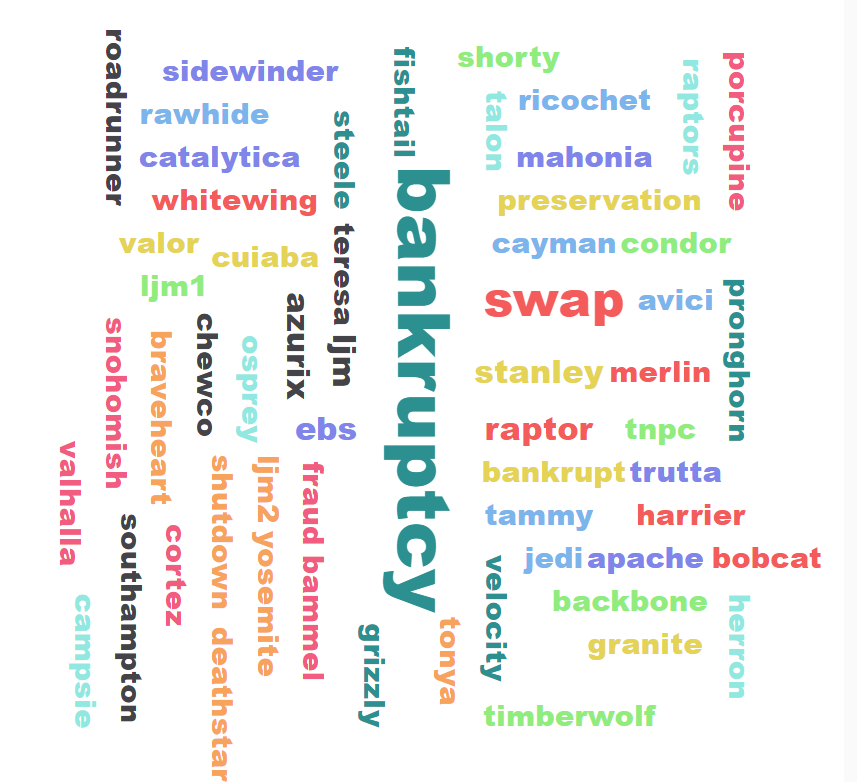 roadrunner
sidewinder
fishtail
shorty
porcupine
raptors
rawhide
steele
talon
ricochet
catalytica
mahonia
whitewing
bankruptcy
preservation
valor
cuiaba
teresa
cayman
condor
ljm1
azurix
swap
avici
pronghorn
snohomish
braveheart
chewco
osprey
ljm
stanley
merlin
ebs
raptor
tnpc
valhalla
shutdown
ljm2
fraud
bankrupt
trutta
southampton
cortez
yosemite
bammel
tammy
harrier
velocity
jedi
apache
bobcat
campsie
deathstar
grizzly
tonya
backbone
herron
granite
timberwolf